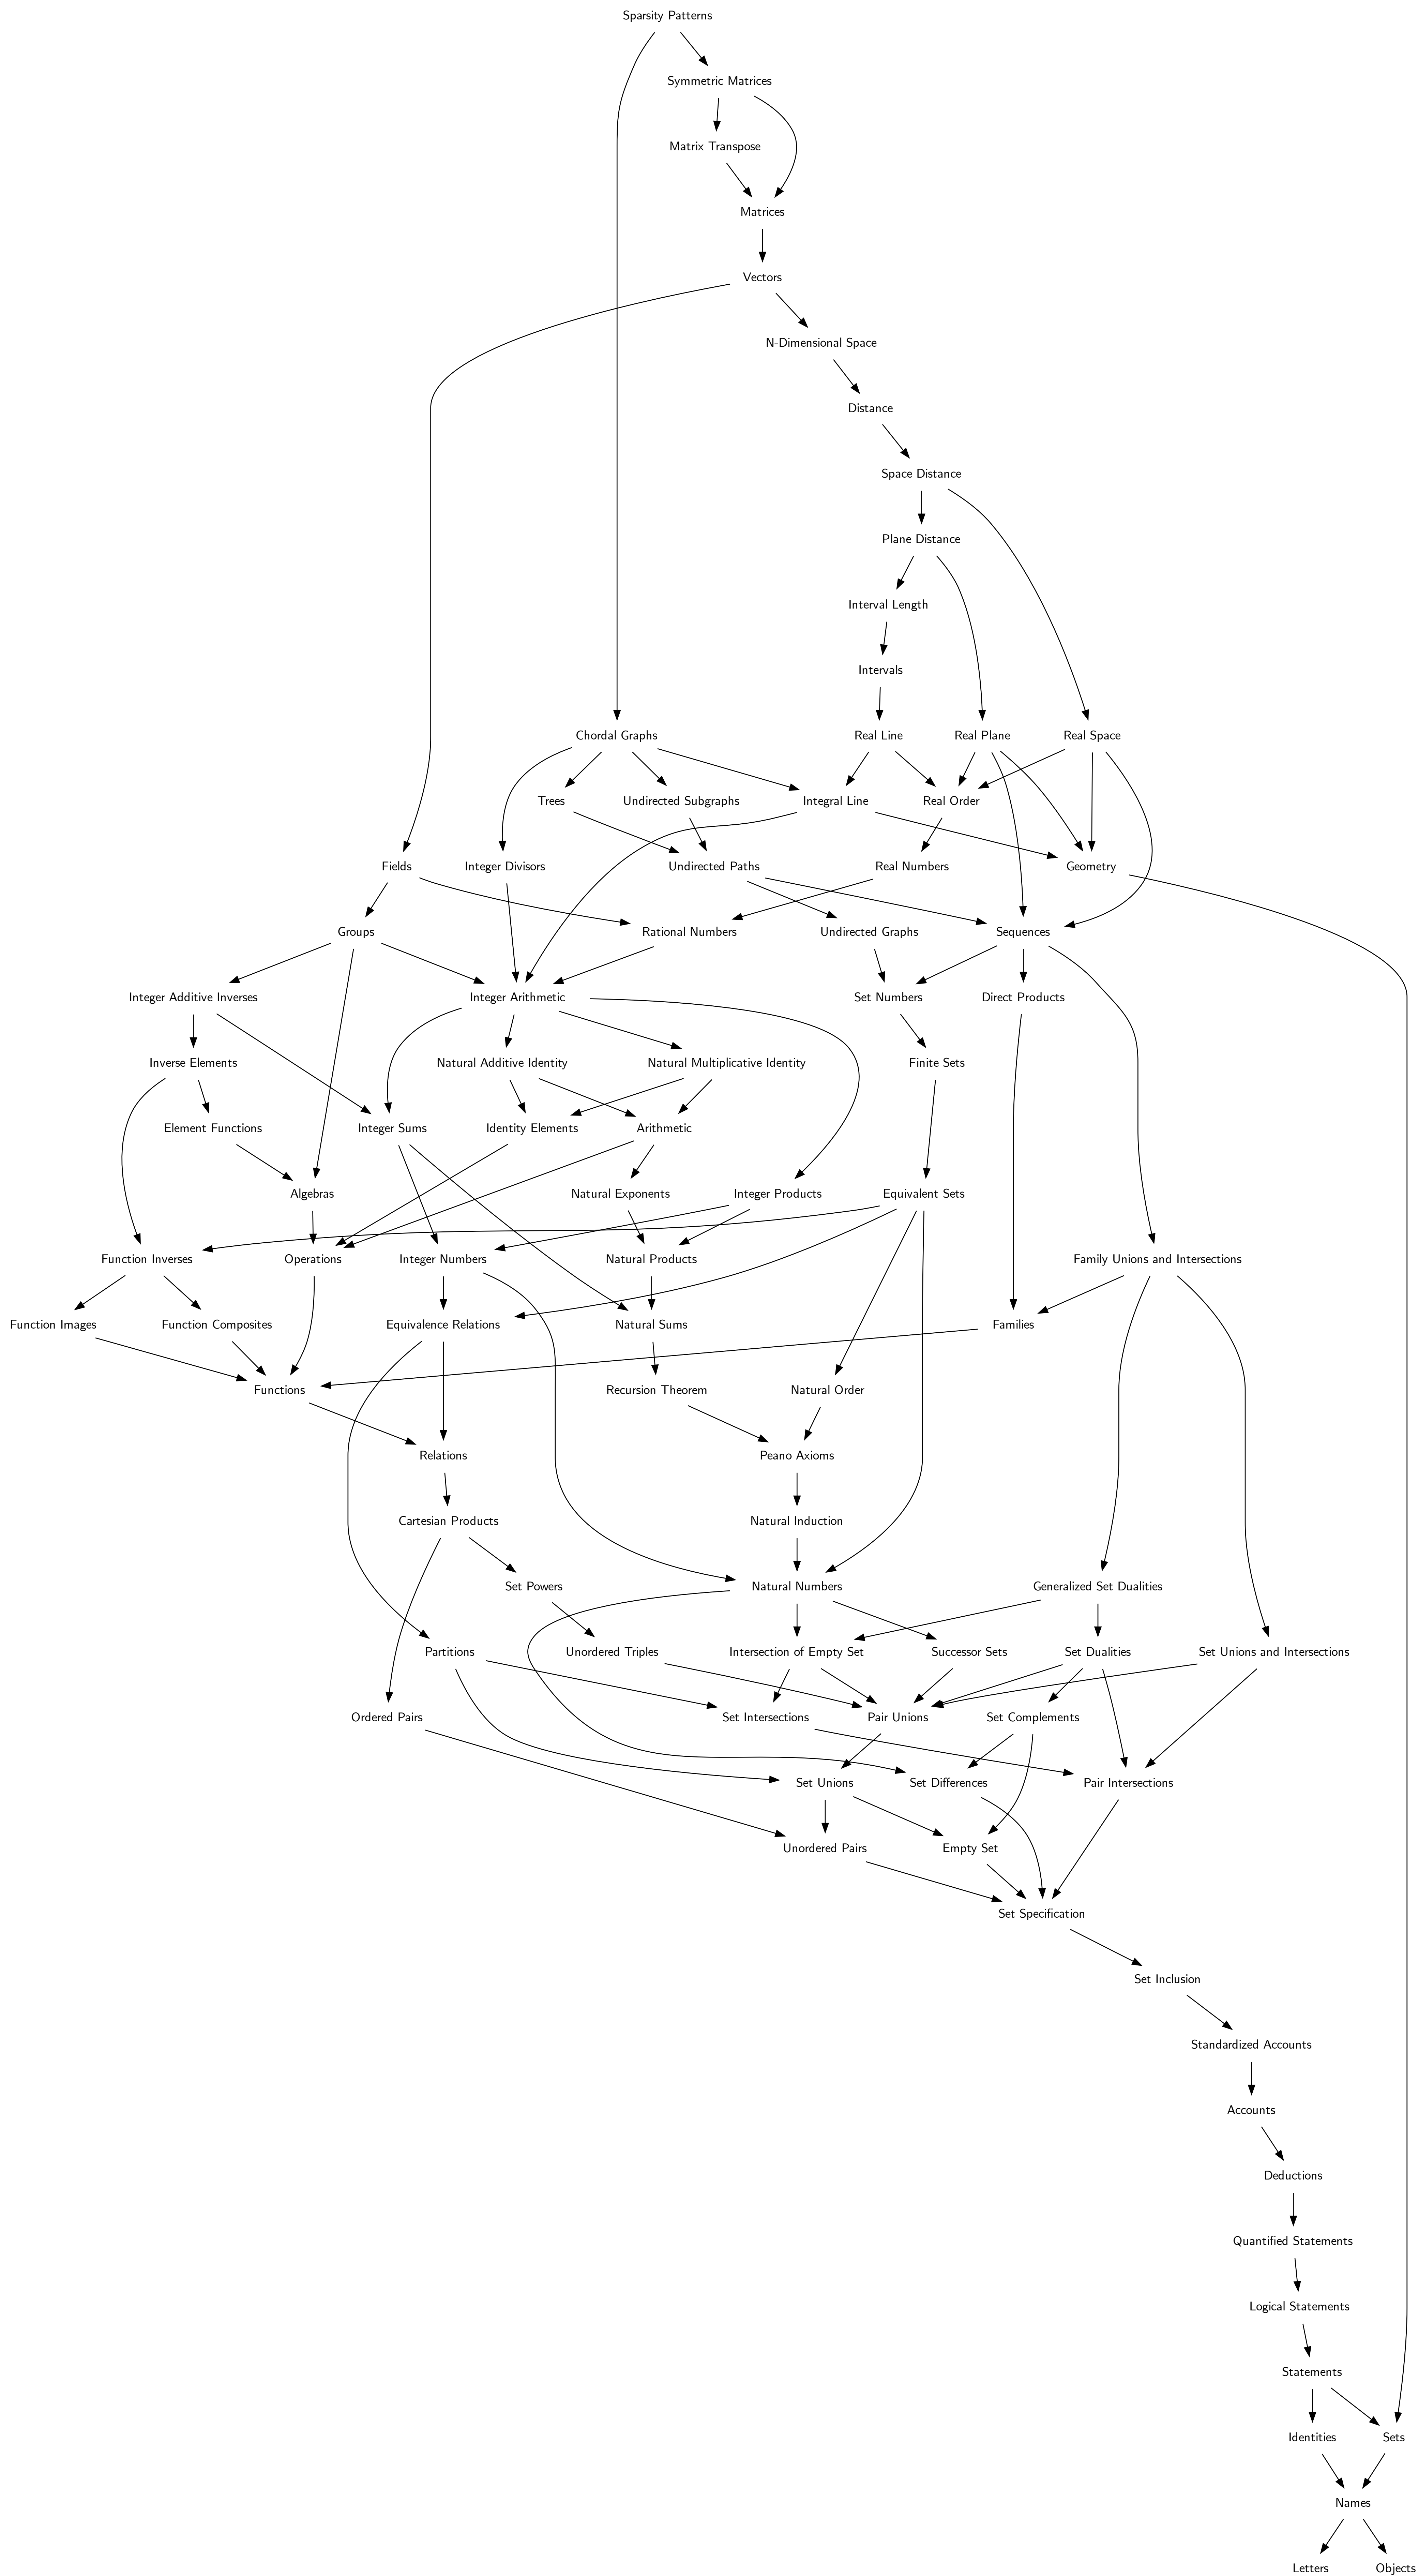 Sparsity Patterns
Symmetric Matrices
Matrix Transpose
Matrices
Vectors
N-Dimensional Space
Distance
Space Distance
Plane Distance
Interval Length
Intervals
Chordal Graphs
Real Line
Real Plane
Real Space
Trees
Undirected Subgraphs
Integral Line
Real Order
Fields
Integer Divisors
Undirected Paths
Real Numbers
Geometry
Groups
Rational Numbers
Undirected Graphs
Sequences
Integer Additive Inverses
Integer Arithmetic
Set Numbers
Direct Products
Inverse Elements
Natural Additive Identity
Natural Multiplicative Identity
Finite Sets
Element Functions
Integer Sums
Identity Elements
Arithmetic
Algebras
Natural Exponents
Integer Products
Equivalent Sets
Function Inverses
Operations
Integer Numbers
Natural Products
Family Unions and Intersections
Function Images
Function Composites
Equivalence Relations
Natural Sums
Families
Functions
Recursion Theorem
Natural Order
Relations
Peano Axioms
Cartesian Products
Natural Induction
Set Powers
Natural Numbers
Generalized Set Dualities
Partitions
Unordered Triples
Intersection of Empty Set
Successor Sets
Set Dualities
Set Unions and Intersections
Ordered Pairs
Set Intersections
Pair Unions
Set Complements
Set Unions
Set Differences
Pair Intersections
Unordered Pairs
Empty Set
Set Specification
Set Inclusion
Standardized Accounts
Accounts
Deductions
Quantified Statements
Logical Statements
Statements
Identities
Sets
Names
Letters
Objects